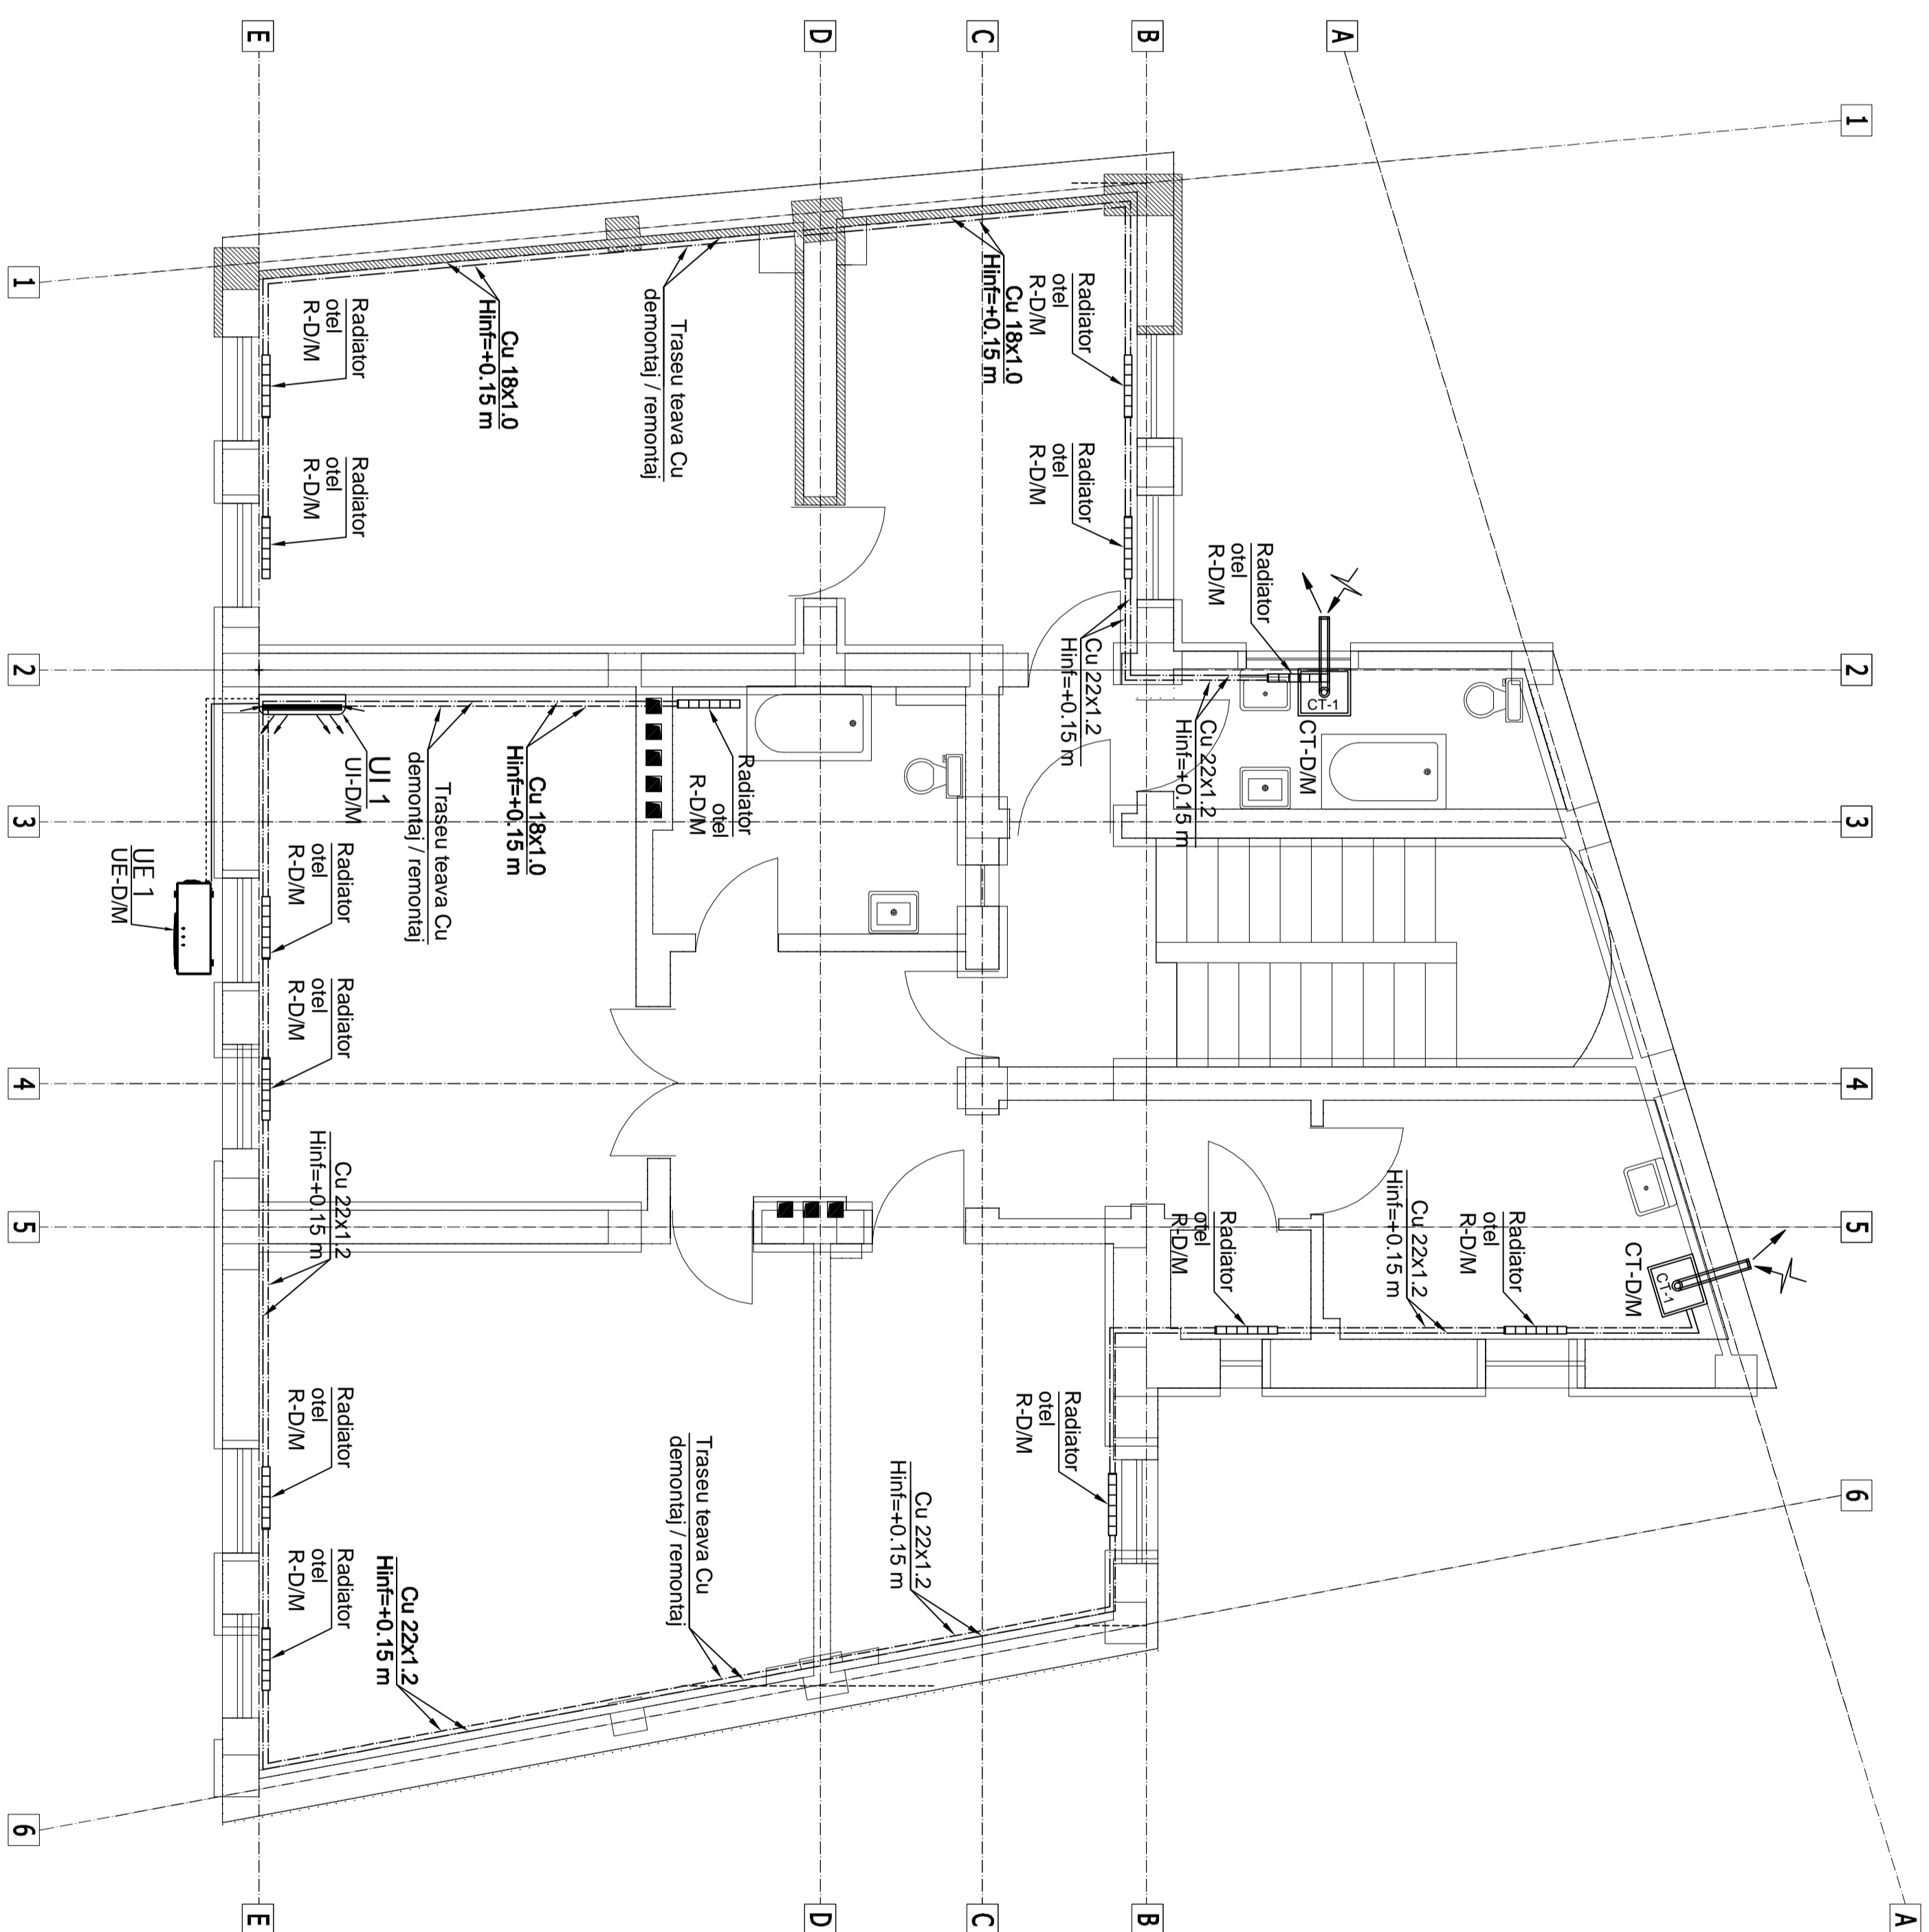 A
1
2
3
4
5
6
CT-1
CT-D/M
Radiator
otel
R-D/M
Cu 22x1.2
Hinf=+0.15 m
A
CT-1
CT-D/M
Radiator
otel
R-D/M
Cu 22x1.2
Hinf=+0.15 m
Radiator
otel
R-D/M
B
B
Radiator
otel
R-D/M
Radiator
otel
R-D/M
Cu 22x1.2
Hinf=+0.15 m
Radiator
otel
R-D/M
Cu 18x1.0
Hinf=+0.15 m
C
C
Cu 22x1.2
Hinf=+0.15 m
D
D
Radiator
otel
R-D/M
Traseu teava Cu
demontaj / remontaj
Traseu teava Cu
demontaj / remontaj
Cu 18x1.0
Hinf=+0.15 m
Cu 18x1.0
Hinf=+0.15 m
Traseu teava Cu
demontaj / remontaj
Cu 22x1.2
Hinf=+0.15 m
UI 1
UI-D/M
Radiator
otel
R-D/M
Radiator
otel
R-D/M
Radiator
otel
R-D/M
Radiator
otel
R-D/M
Cu 22x1.2
Hinf=+0.15 m
Radiator
otel
R-D/M
Radiator
otel
R-D/M
E
E
UE 1
UE-D/M
1
2
3
4
5
6